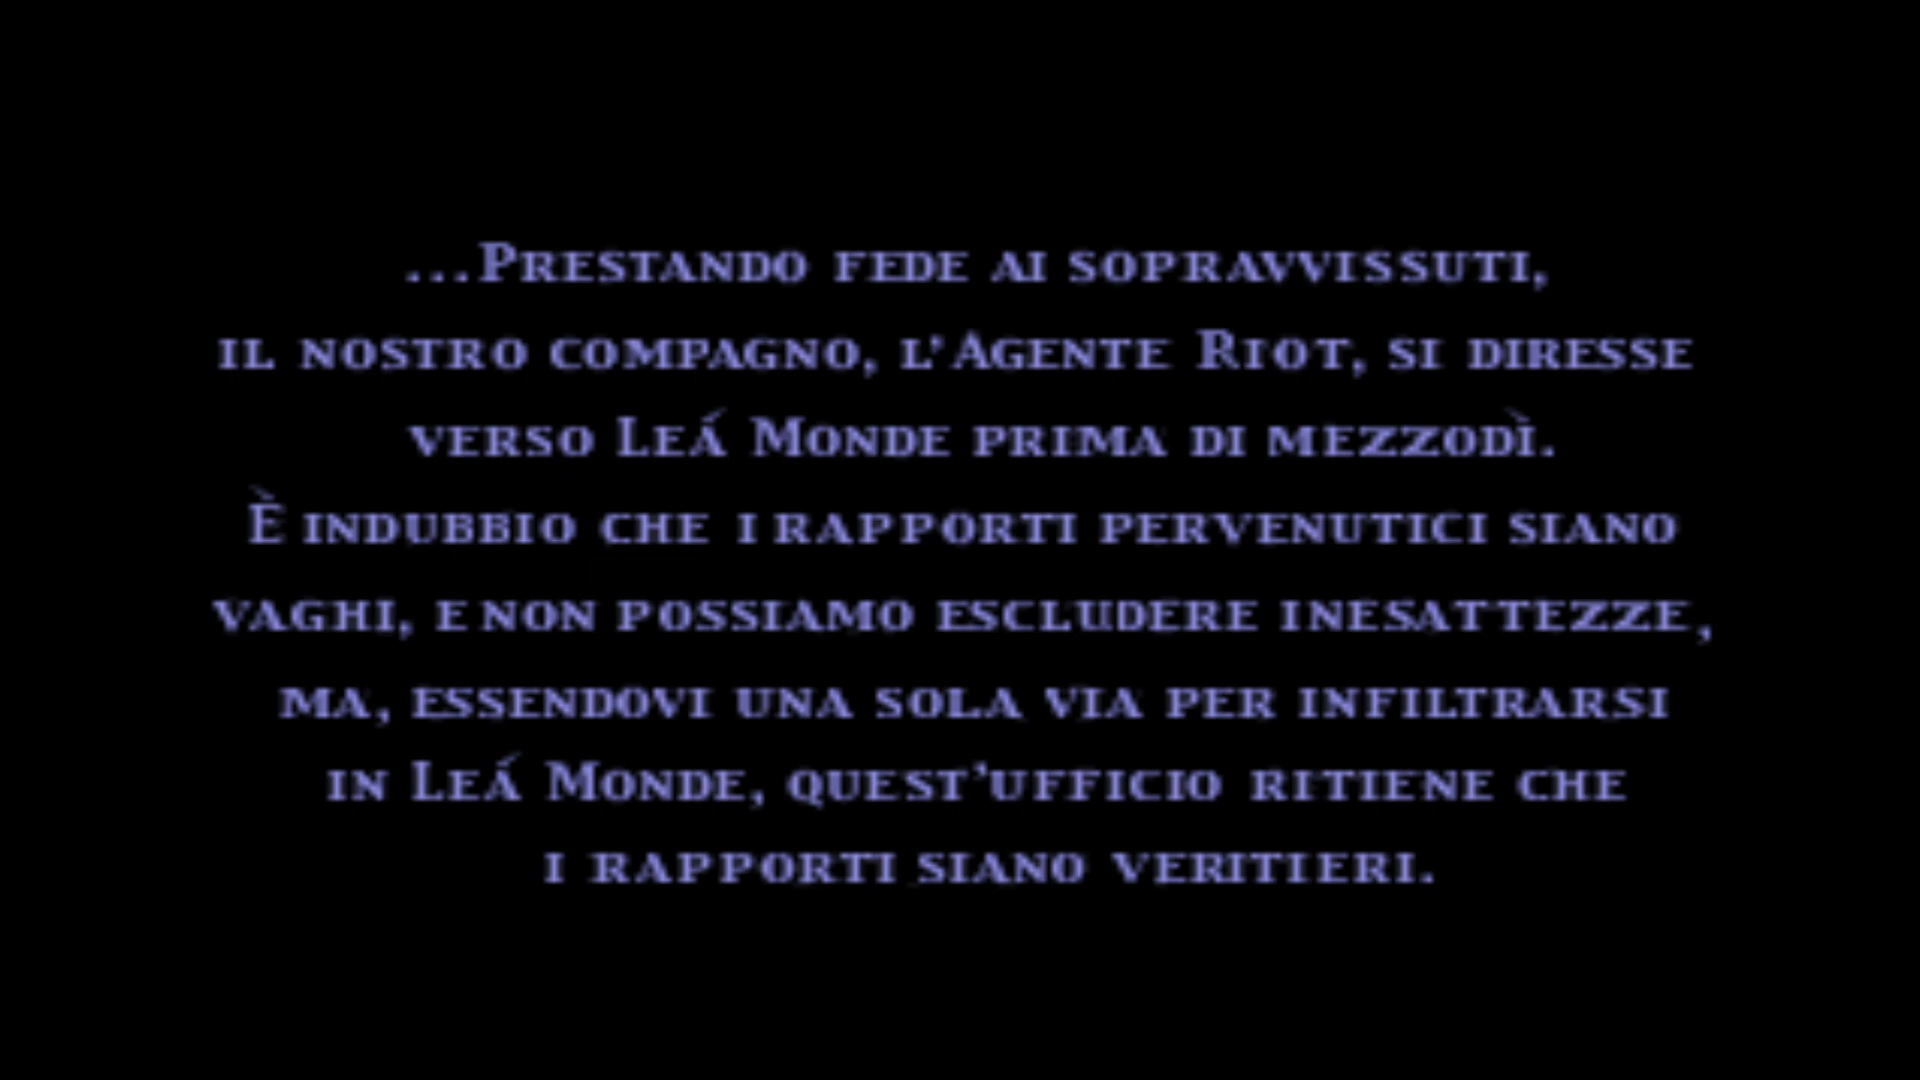 ...Prestando fede ai sopravvissuti,
il nostro compagno, l'Agente Riot, si diresse
verso Leá Monde prima di mezzodì.
È indubbio che i rapporti pervenutici siano
vaghi, e non possiamo escludere inesattezze,
ma, essendovi una sola via per infiltrarsi
in Leá Monde, quest'ufficio ritiene che
i rapporti siano veritieri.